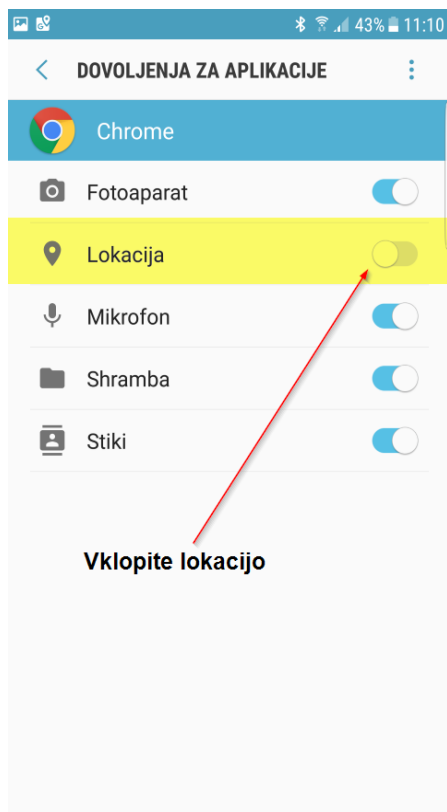 43% 11:10
DOVOLJENJA ZA APLIKACIJE
Chrome
Fotoaparat
Lokacija
Mikrofon
Shramba
Stiki
Vklopite lokacijo